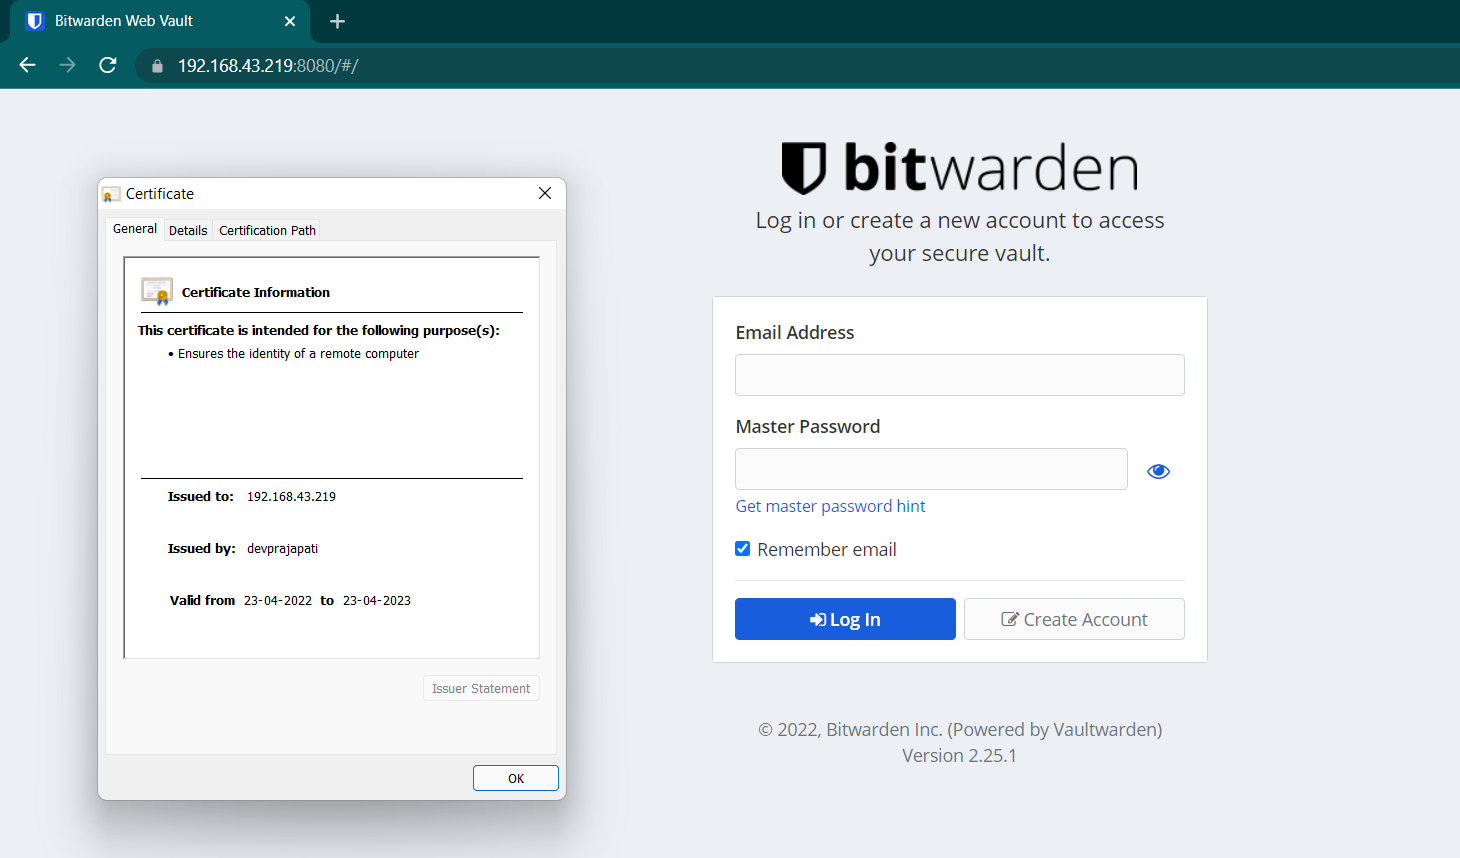 Bitwarden Web Vault
192.168.43.219:8080/#/
Certificate
General Details Certification Path
Certificate Information
This certificate is intended for the following purpose(s):
• Ensures the identity of a remote computer
Issued to: 192.168.43.219
Issued by: devprajapati
Valid from 23-04-2022 to 23-04-2023
Issuer Statement
OK
bitwarden
Log in or create a new account to access
your secure vault.
Email Address
Master Password
Get master password hint
Remember email
Log In
Create Account
© 2022, Bitwarden Inc. (Powered by Vaultwarden)
Version 2.25.1